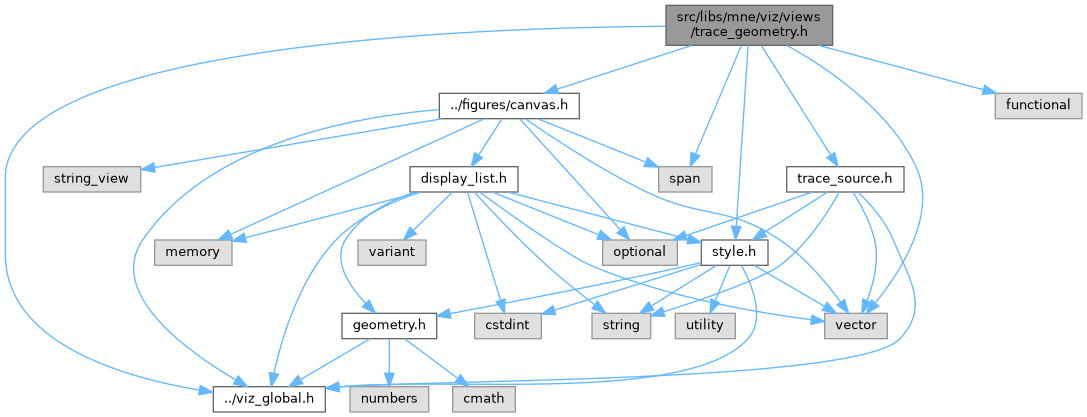 src/libs/mne/viz/views
/trace_geometry.h
../figures/canvas.h
functional
string_view
display_list.h
span
trace_source.h
memory
variant
optional
style.h
geometry.h
cstdint
string
utility
vector
../viz_global.h
numbers
cmath